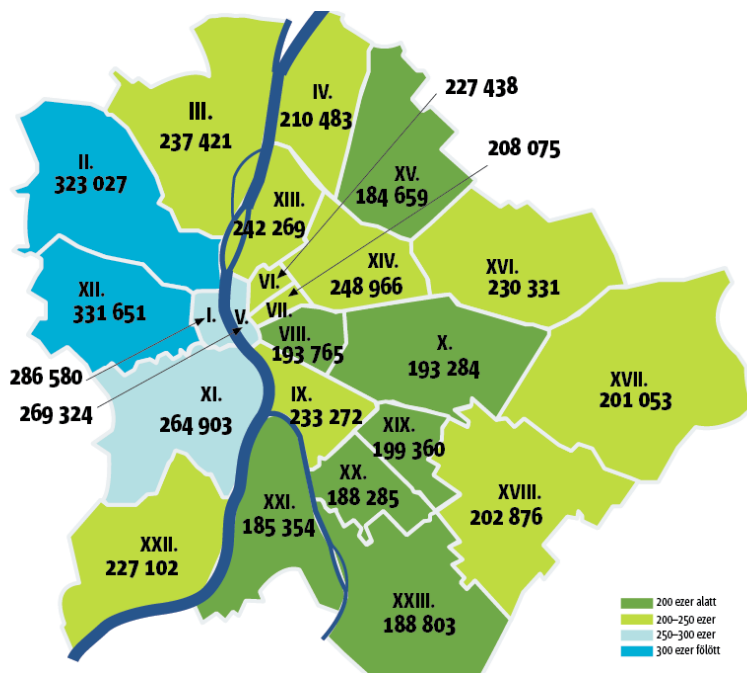 III.
237 421
IV.
210 483
227 438
208 075
II.
323 027
XV.
184 659
XIII.
242 269
XIV.
248 966
XVI.
230 331
VI.
VII.
XII.
331 651
I.
V.
VIII.
193 765
X.
193 284
286 580
269 324
XVII.
201 053
XI.
264 903
IX.
233 272
XIX.
199 360
XX.
188 285
XVIII.
202 876
XXI.
185 354
XXII.
227 102
XXIII.
188 803
200 ezer alatt
200–250 ezer
250–300 ezer
300 ezer fölött